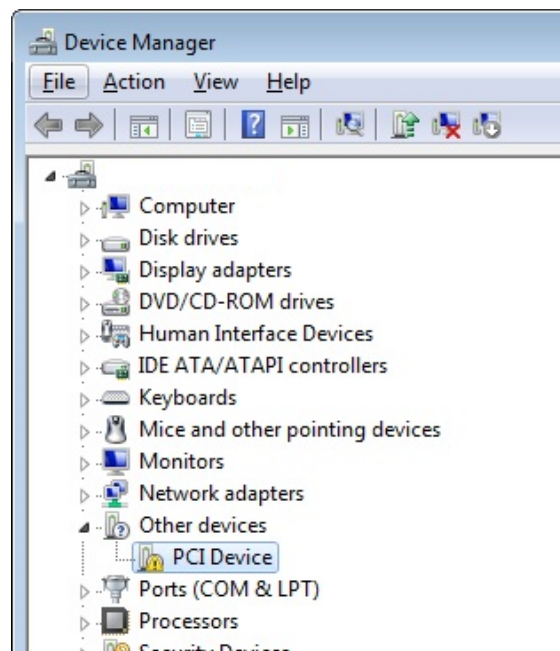 Device Manager
File Action View Help
Computer
Disk drives
Display adapters
DVD/CD-ROM drives
Human Interface Devices
IDE ATA/ATAPI controllers
Keyboards
Mice and other pointing devices
Monitors
Network adapters
Other devices
PCI Device
Ports (COM & LPT)
Processors
Security Devices